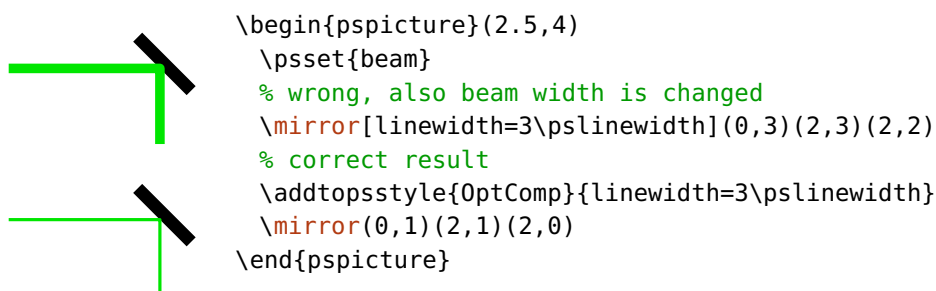 \begin{pspicture}(2.5,4)
\psset{beam}
% wrong, also beam width is changed
\mirror[linewidth=3\pslinewidth](0,3)(2,3)(2,2)
% correct result
\addtopsstyle{OptComp}{linewidth=3\pslinewidth}
\mirror(0,1)(2,1)(2,0)
\end{pspicture}